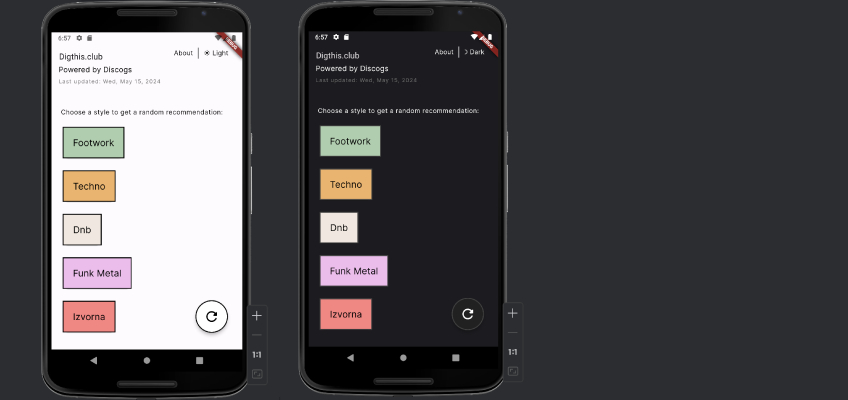 6:57
About | ☀ Light
Digthis.club
Powered by Discogs
Last updated: Wed, May 15, 2024
Choose a style to get a random recommendation:
Footwork
Techno
Dnb
Funk Metal
Izvorna
1:1
6:57
About | ☽ Dark
Digthis.club
Powered by Discogs
Last updated: Wed, May 15, 2024
Choose a style to get a random recommendation:
Footwork
Techno
Dnb
Funk Metal
Izvorna
1:1